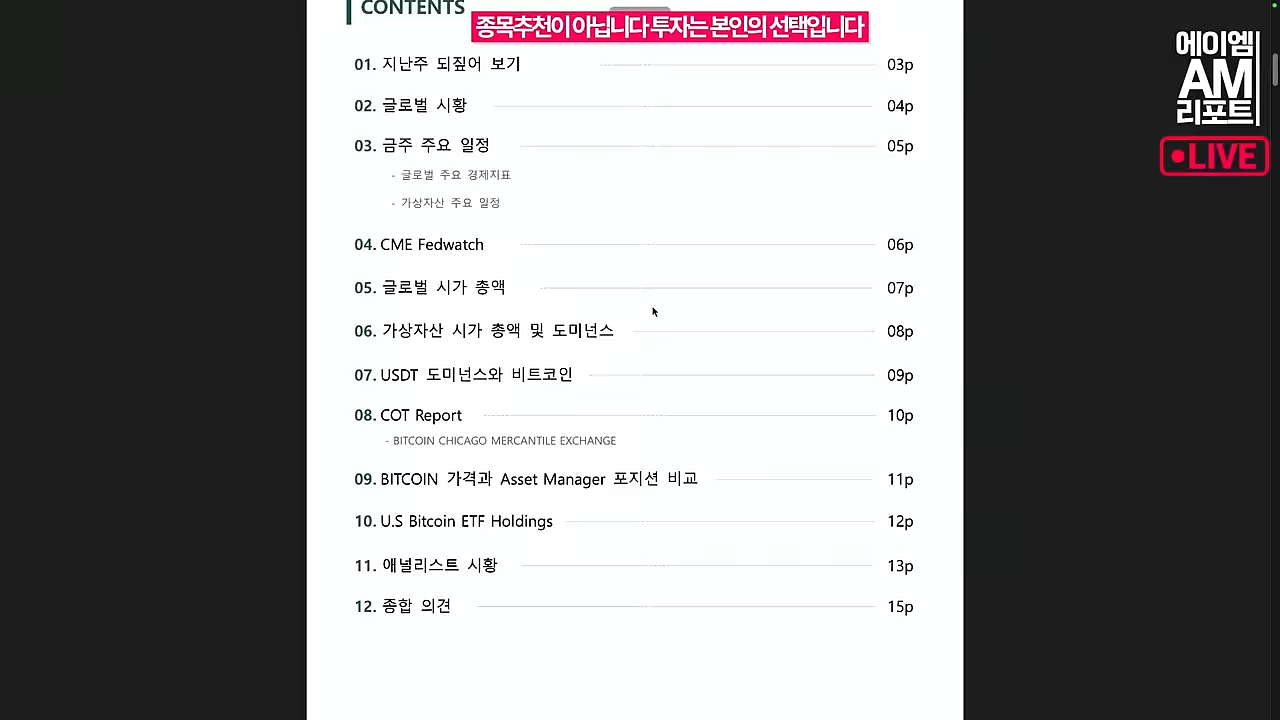 CONTENTS
종목추천이 아닙니다 투자는 본인의 선택입니다
에이엠
AM
리포트
LIVE
01. 지난주 되짚어 보기 03p
02. 글로벌 시황 04p
03. 금주 주요 일정 05p
- 글로벌 주요 경제지표
- 가상자산 주요 일정
04. CME Fedwatch 06p
05. 글로벌 시가 총액 07p
06. 가상자산 시가 총액 및 도미넌스 08p
07. USDT 도미넌스와 비트코인 09p
08. COT Report 10p
- BITCOIN CHICAGO MERCANTILE EXCHANGE
09. BITCOIN 가격과 Asset Manager 포지션 비교 11p
10. U.S Bitcoin ETF Holdings 12p
11. 애널리스트 시황 13p
12. 종합 의견 15p